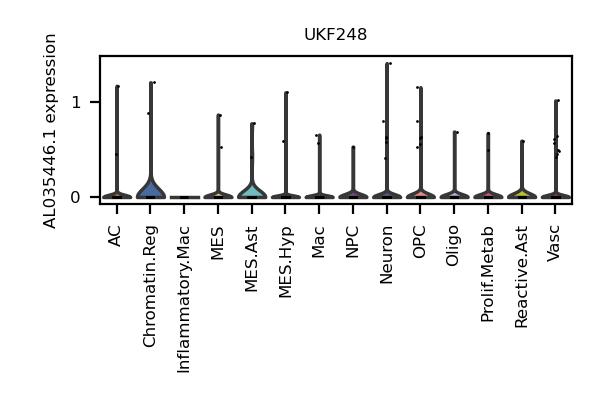 UKF248
AL035446.1 expression
1
0
AC
Chromatin.Reg
Inflammatory.Mac
MES
MES.Ast
MES.Hyp
Mac
NPC
Neuron
OPC
Oligo
Prolif.Metab
Reactive.Ast
Vasc